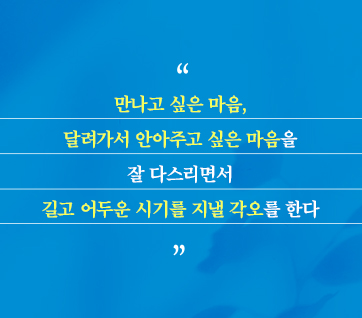 “
만나고 싶은 마음,
달려가서 안아주고 싶은 마음을
잘 다스리면서
길고 어두운 시기를 지낼 각오를 한다
”